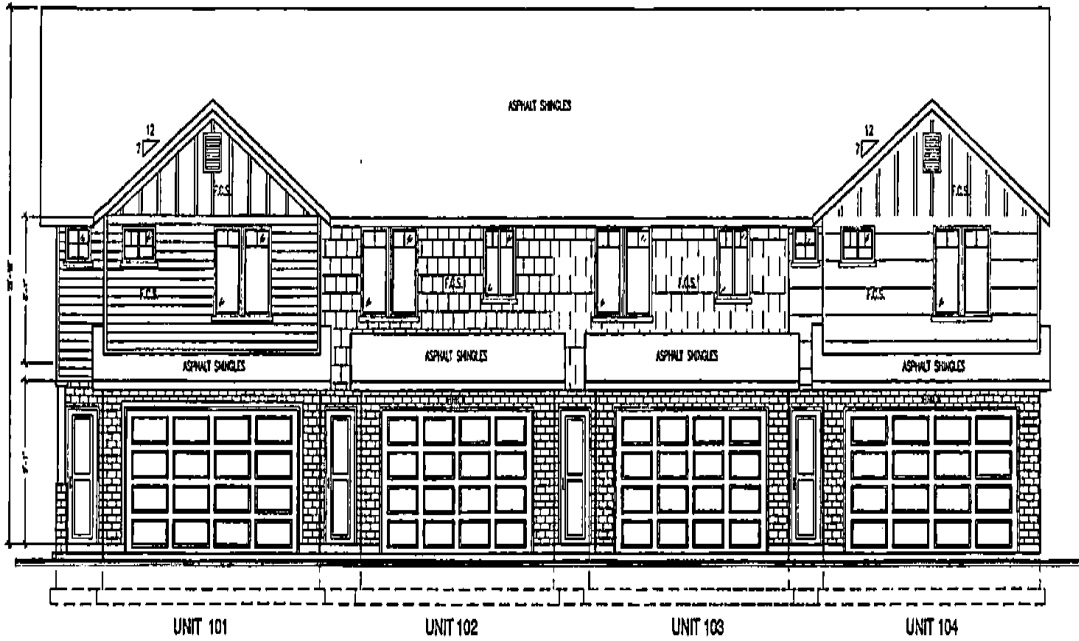 ASPHALT SHINGLES
12
7
12
7
F.C.S.
F.C.S.
F.C.S.
F.C.S.
F.C.S.
F.C.S.
ASPHALT SHINGLES
ASPHALT SHINGLES
ASPHALT SHINGLES
ASPHALT SHINGLES
BRICK
UNIT 101
UNIT 102
UNIT 103
UNIT 104